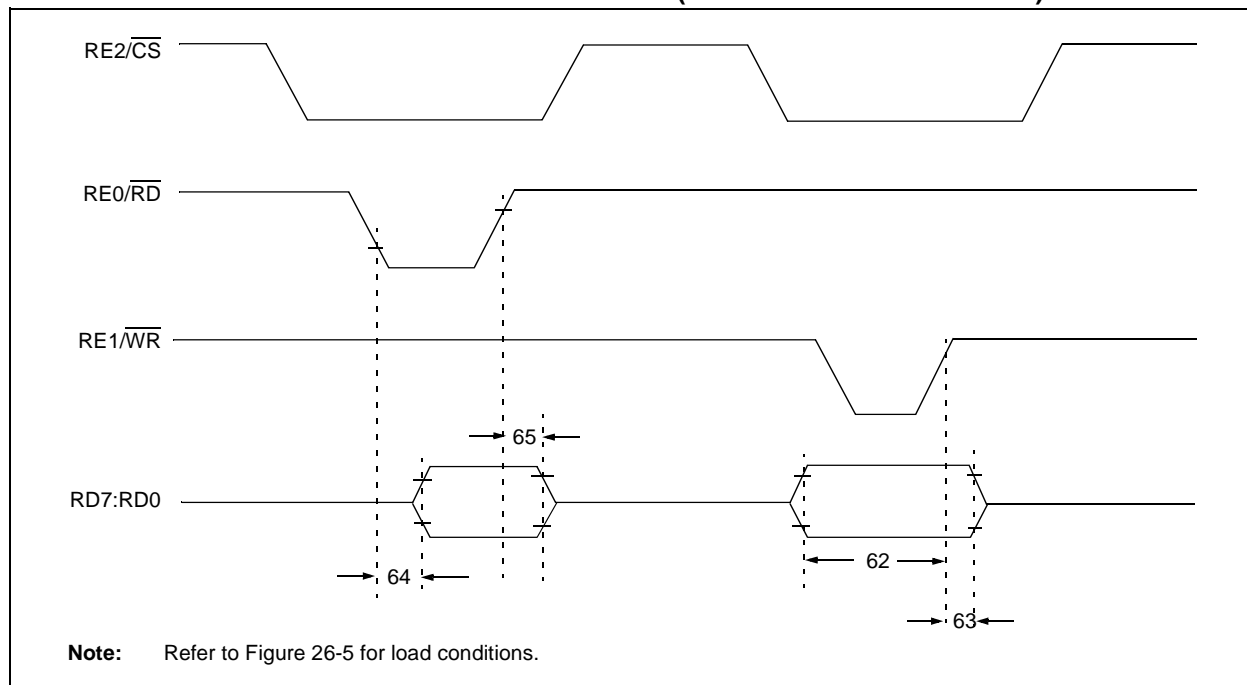 RE2/CS
RE0/RD
RE1/WR
65
RD7:RD0
62
64
63
Note: Refer to Figure 26-5 for load conditions.